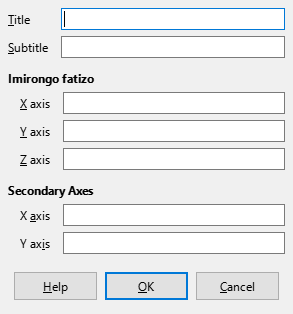 Title
Subtitle
Imirongo fatizo
X axis
Y axis
Z axis
Secondary Axes
X axis
Y axis
Help OK Cancel